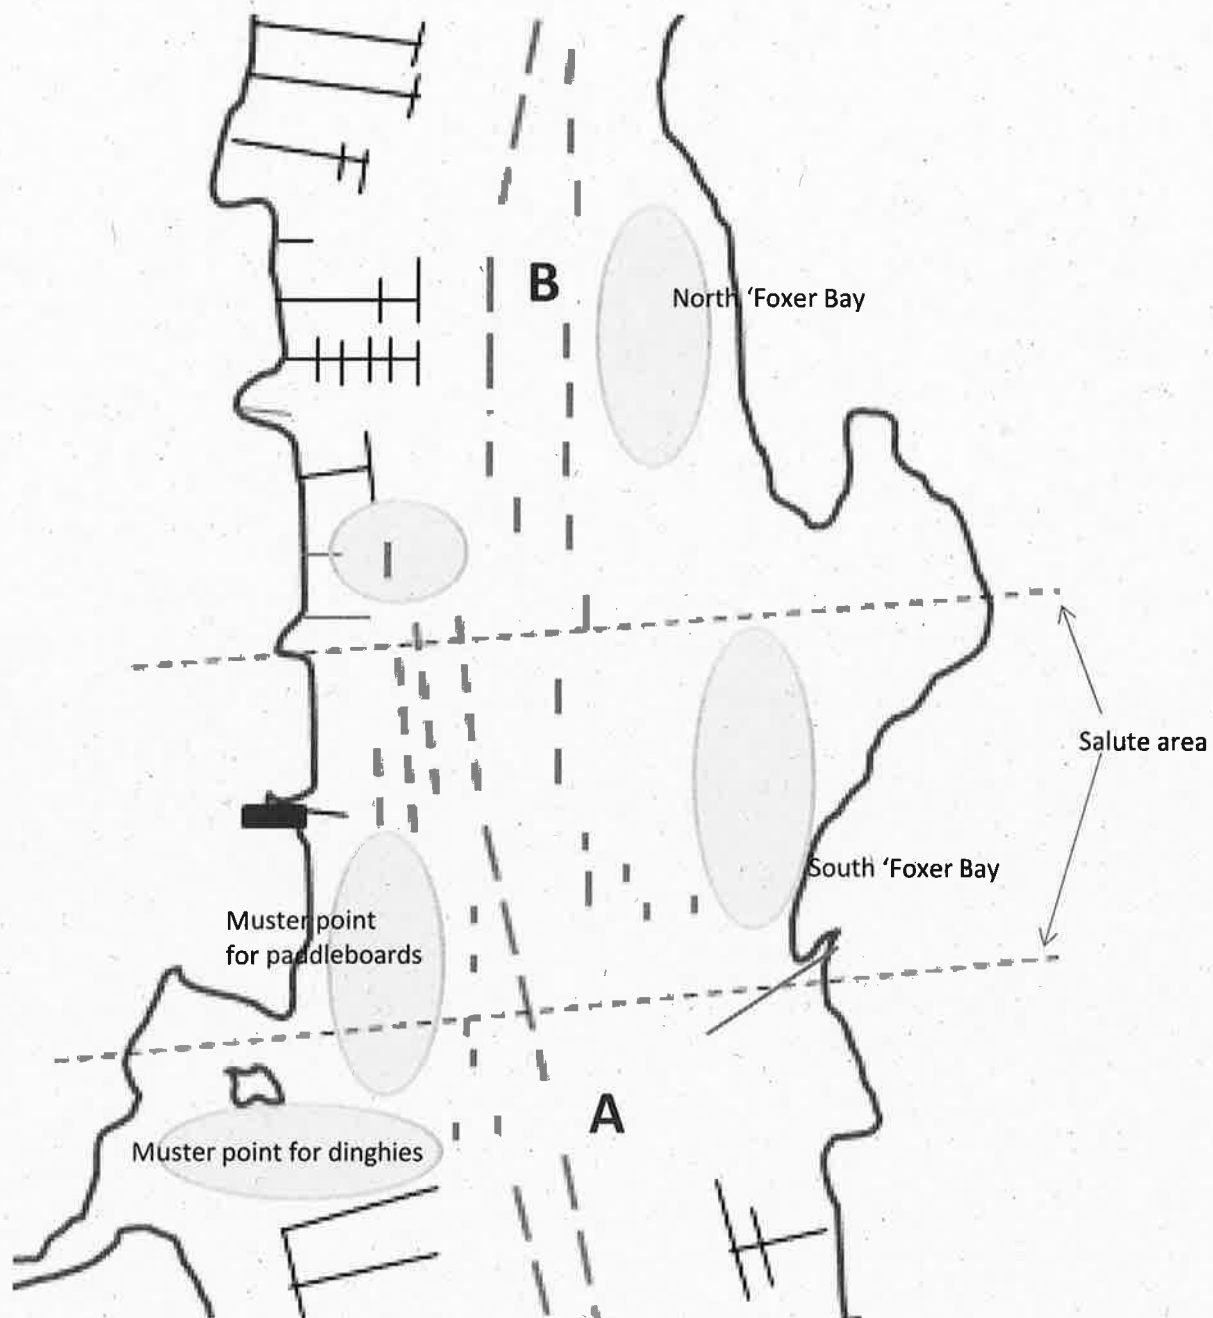 B
North ‘Foxer Bay
Salute area
South ‘Foxer Bay
Muster point
for paddleboards
A
Muster point for dinghies